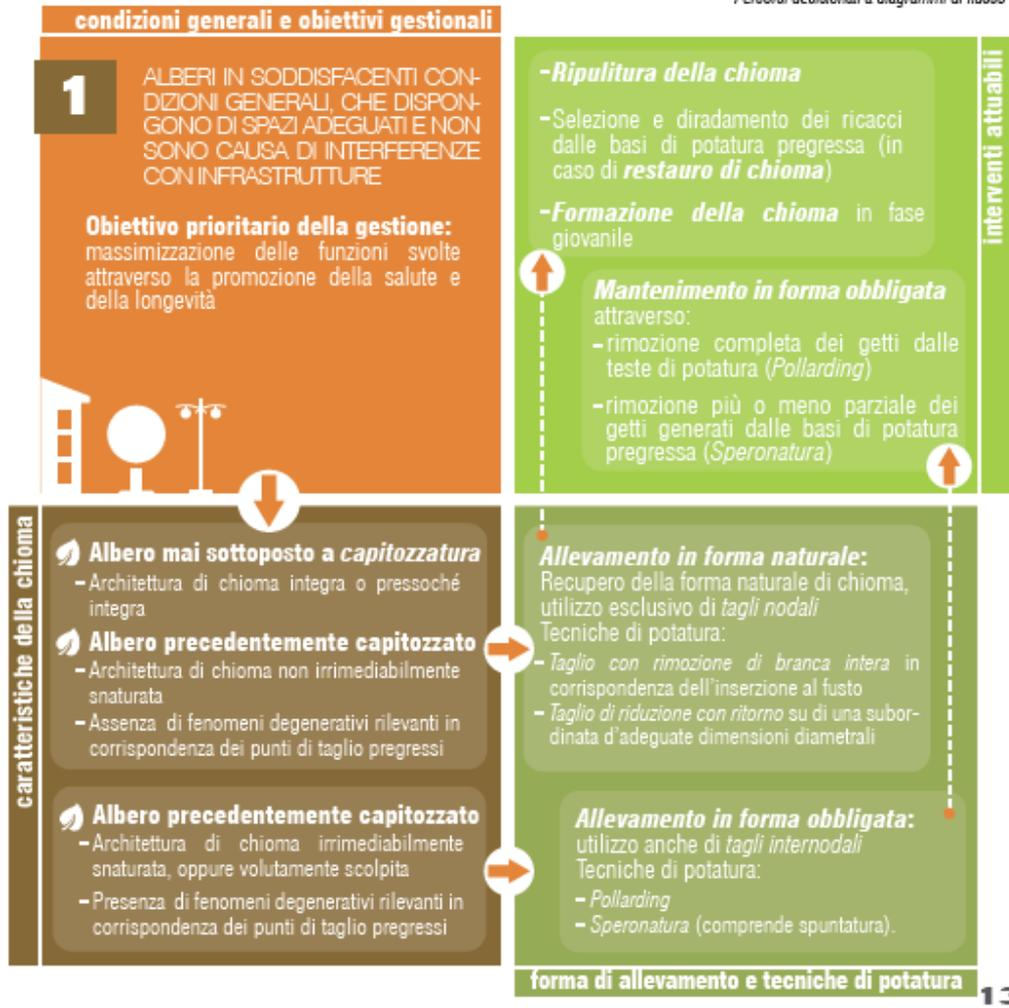 Percorsi decisionali a diagrammi di flusso
condizioni generali e obiettivi gestionali
1
ALBERI IN SODDISFACENTI CON-
DIZIONI GENERALI, CHE DISPON-
GONO DI SPAZI ADEGUATI E NON
SONO CAUSA DI INTERFERENZE
CON INFRASTRUTTURE
Obiettivo prioritario della gestione:
massimizzazione delle funzioni svolte
attraverso la promozione della salute e
della longevità
caratteristiche della chioma
Albero mai sottoposto a capitozzatura
- Architettura di chioma integra o pressoché
integra
Albero precedentemente capitozzato
- Architettura di chioma non irrimediabilmente
snaturata
- Assenza di fenomeni degenerativi rilevanti in
corrispondenza dei punti di taglio pregressi
Albero precedentemente capitozzato
- Architettura di chioma irrimediabilmente
snaturata, oppure volutamente scolpita
- Presenza di fenomeni degenerativi rilevanti in
corrispondenza dei punti di taglio pregressi
Allevamento in forma naturale:
Recupero della forma naturale di chioma,
utilizzo esclusivo di tagli nodali
Tecniche di potatura:
- Taglio con rimozione di branca intera in
corrispondenza dell'inserzione al fusto
- Taglio di riduzione con ritorno su di una subor-
dinata d'adeguate dimensioni diametrali
Allevamento in forma obbligata:
utilizzo anche di tagli internodali
Tecniche di potatura:
- Pollarding
- Speronatura (comprende spuntatura).
forma di allevamento e tecniche di potatura
interventi attuabili
-Ripulitura della chioma
-Selezione e diradamento dei ricacci
dalle basi di potatura pregressa (in
caso di restauro di chioma)
-Formazione della chioma in fase
giovanile
Mantenimento in forma obbligata
attraverso:
- rimozione completa dei getti dalle
teste di potatura (Pollarding)
- rimozione più o meno parziale dei
getti generati dalle basi di potatura
pregressa (Speronatura)